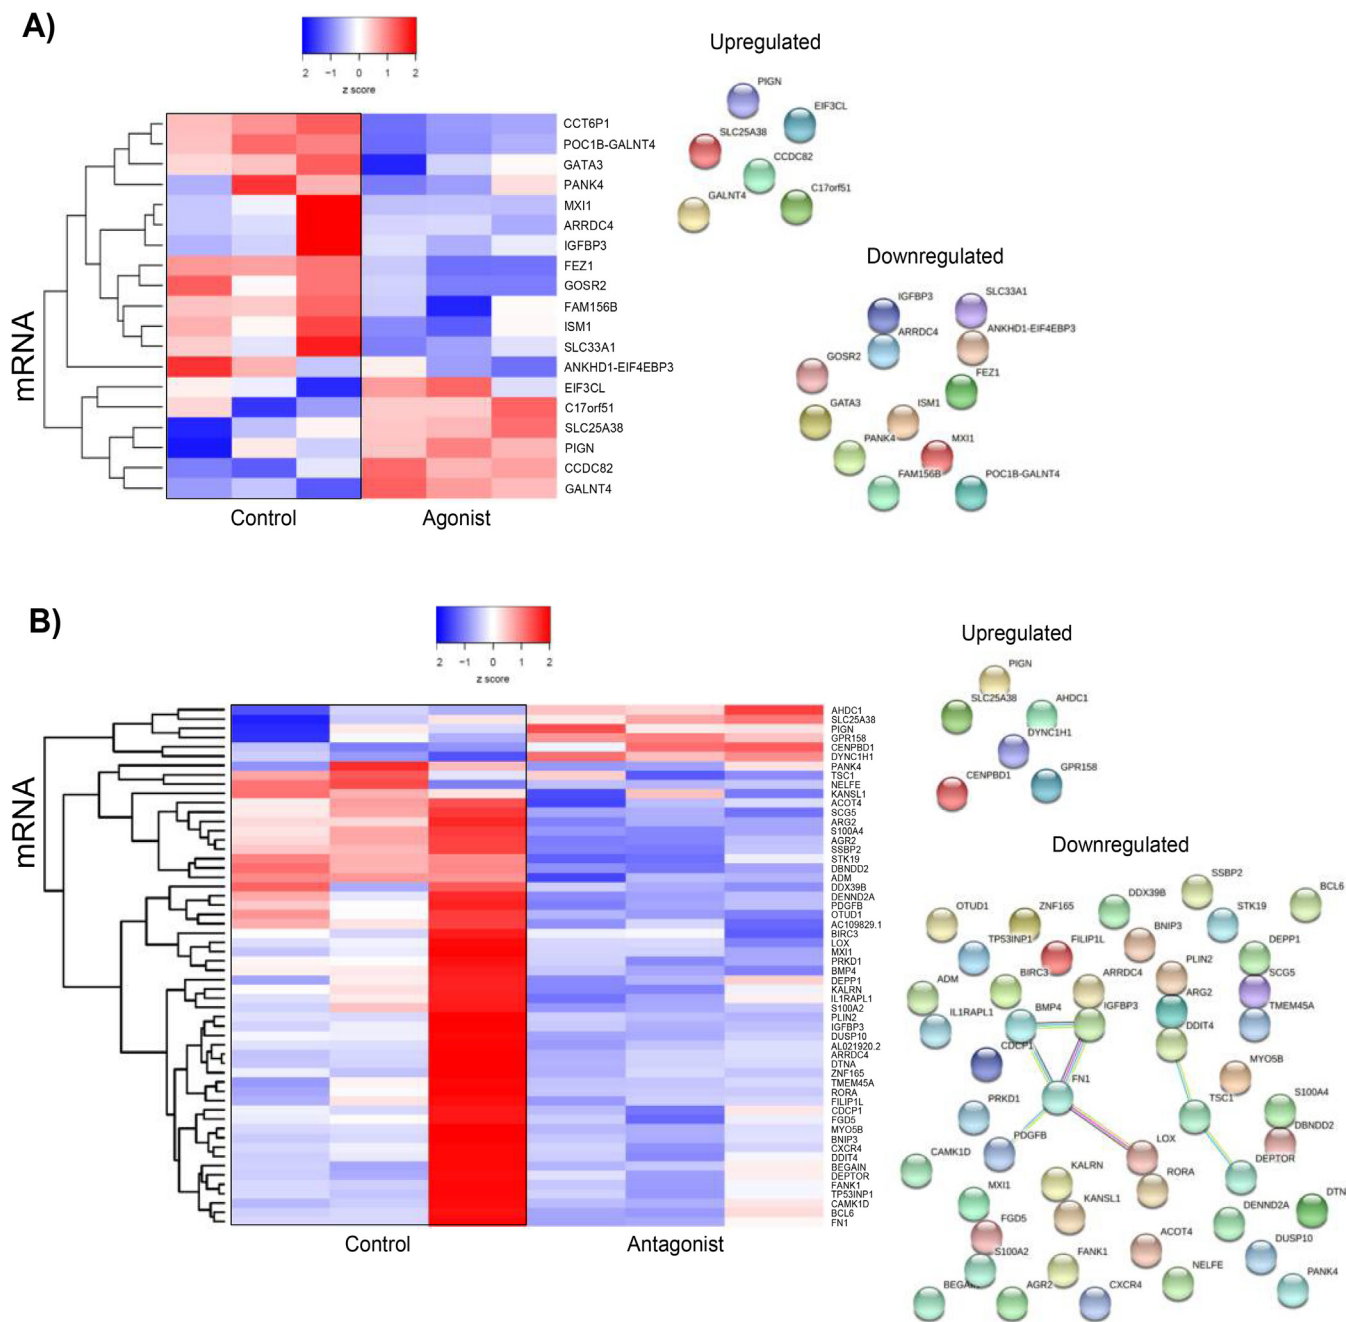 A)
2 −1 0 1 2
z score
mRNA
CCT6P1
POC1B-GALNT4
GATA3
PANK4
MXI1
ARRDC4
IGFBP3
FEZ1
GOSR2
FAM156B
ISM1
SLC33A1
ANKHD1-EIF4EBP3
EIF3CL
C17orf51
SLC25A38
PIGN
CCDC82
GALNT4
Control
Agonist
Upregulated
PIGN
EIF3CL
SLC25A38
CCDC82
C17orf51
GALNT4
Downregulated
IGFBP3
SLC33A1
ARRDC4
ANKHD1-EIF4EBP3
GOSR2
FEZ1
GATA3
ISM1
PANK4
MXI1
FAM156B
POC1B-GALNT4
B)
2 −1 0 1 2
z score
mRNA
AHDC1
SLC25A38
PIGN
GPR158
CENPBD1
DYNC1H1
PANK4
TSC1
NELFE
KANSL1
ACOT4
SCG5
ARG2
S100A4
AGR2
SSBP2
STK19
DBNDD2
ADM
DDX39B
DENND2A
PDGFB
OTUD1
AC109829.1
BIRC3
LOX
MXI1
PRKD1
BMP4
DEPP1
KALRN
IL1RAPL1
S100A2
PLIN2
IGFBP3
DUSP10
AL021920.2
ARRDC4
DTNA
ZNF165
TMEM45A
RORA
FILIP1L
CDCP1
FGD5
MYO5B
BNIP3
CXCR4
DDIT4
BEGAIN
DEPTOR
FANK1
TP53INP1
CAMK1D
BCL6
FN1
Control
Antagonist
Upregulated
PIGN
SLC25A38
AHDC1
DYNC1H1
CENPBD1
GPR158
Downregulated
SSBP2
BCL6
DDX39B
OTUD1
ZNF165
STK19
BNIP3
TP53INP1
FILIP1L
DEPP1
PLIN2
ADM
BIRC3
ARRDC4
SCG5
ARG2
IL1RAPL1
BMP4
IGFBP3
TMEM45A
DDIT4
CDCP1
MYO5B
FN1
PRKD1
TSC1
S100A4
DBNDD2
PDGFB
LOX
CAMK1D
KALRN
RORA
DEPTOR
MXI1
KANSL1
DENND2A
DTN
FGD5
ACOT4
DUSP10
S100A2
FANK1
NELFE
PANK4
BEGAIN
AGR2
CXCR4